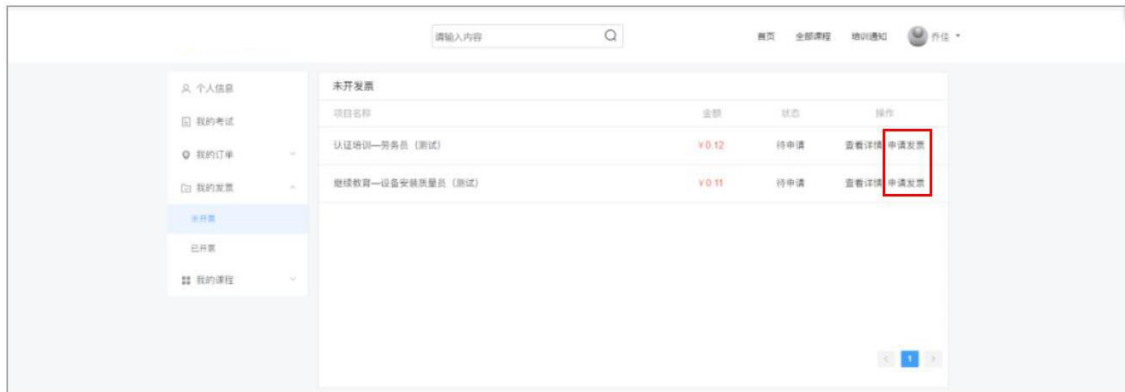 请输入内容
首页 全部课程 培训通知 乔佳
个人信息
我的考试
我的订单
我的发票
未开票
已开票
我的课程
未开发票
项目名称 金额 状态 操作
认证培训—劳务员（测试） ￥0.12 待申请 查看详情 申请发票
继续教育—设备安装质量员（测试） ￥0.11 待申请 查看详情 申请发票
1